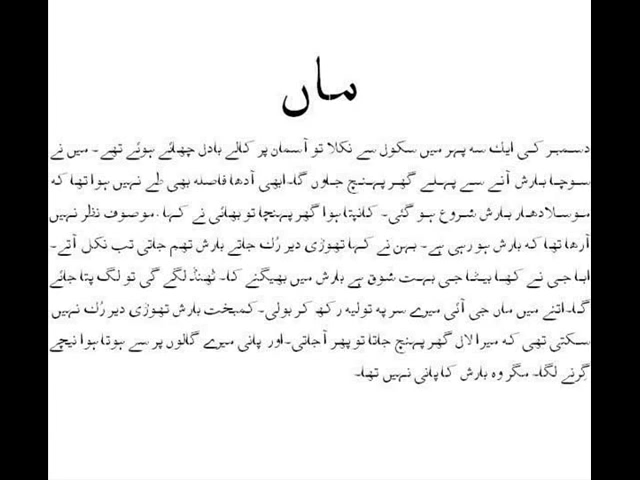 ماں
دسمبر کی ایک سہ پہر میں سکول سے نکلا تو آسمان پر کالے بادل چھائے ہوئے تھے۔ میں نے
سوچا بارش آنے سے پہلے گھر پہنچ جاوں گا۔ابھی آدھا فاصلہ بھی طے نہیں ہوا تھا کہ
موسلادھار بارش شروع ہو گئی۔ کانپتا ہوا گھر پہنچا تو بھائی نے کہا۔موصوف نظر نہیں
آرھا تھا کہ بارش ہو رہی ہے۔ بہن نے کہا تھوڑی دیر رُک جاتے بارش تھم جاتی تب نکل آتے۔
ابا جی نے کھا بیٹا جی بہت شوق ہے بارش میں بھیگنے کا۔ ٹھنڈ لگے گی تو لگ پتا جائے
گا۔اتنے میں ماں جی آئی میرے سر پہ تولیہ رکھ کر بولی۔کمبخت بارش تھوڑی دیر رُک نہیں
سکتی تھی کہ میرا لال گھر پہنچ جاتا تو پھر آ جاتی۔اور پانی میرے گالوں پر سے ہوتا ہوا نیچے
گِرنے لگا۔ مگر وہ بارش کا پانی نہیں تھا۔